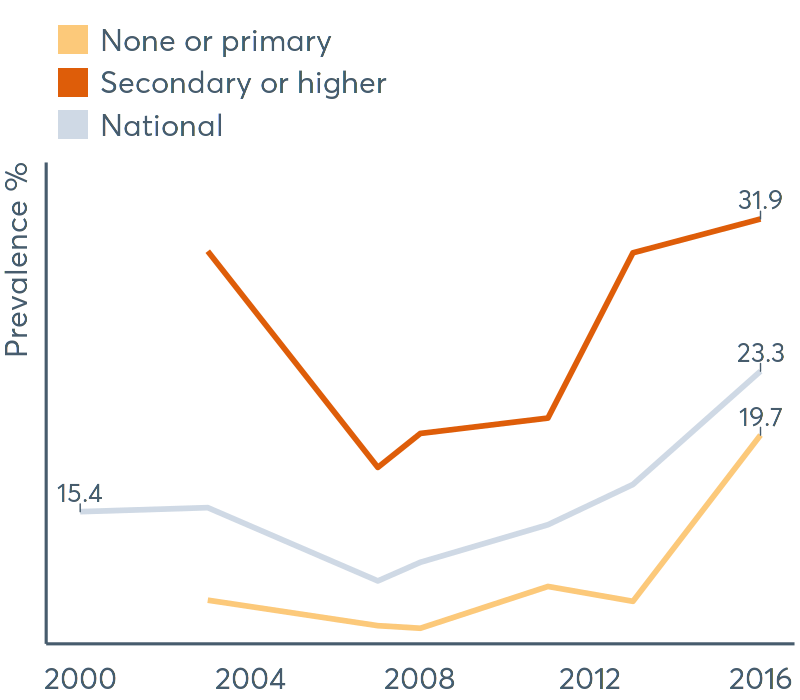 None or primary
Secondary or higher
National
Prevalence %
31.9
23.3
19.7
15.4
2000 2004 2008 2012 2016